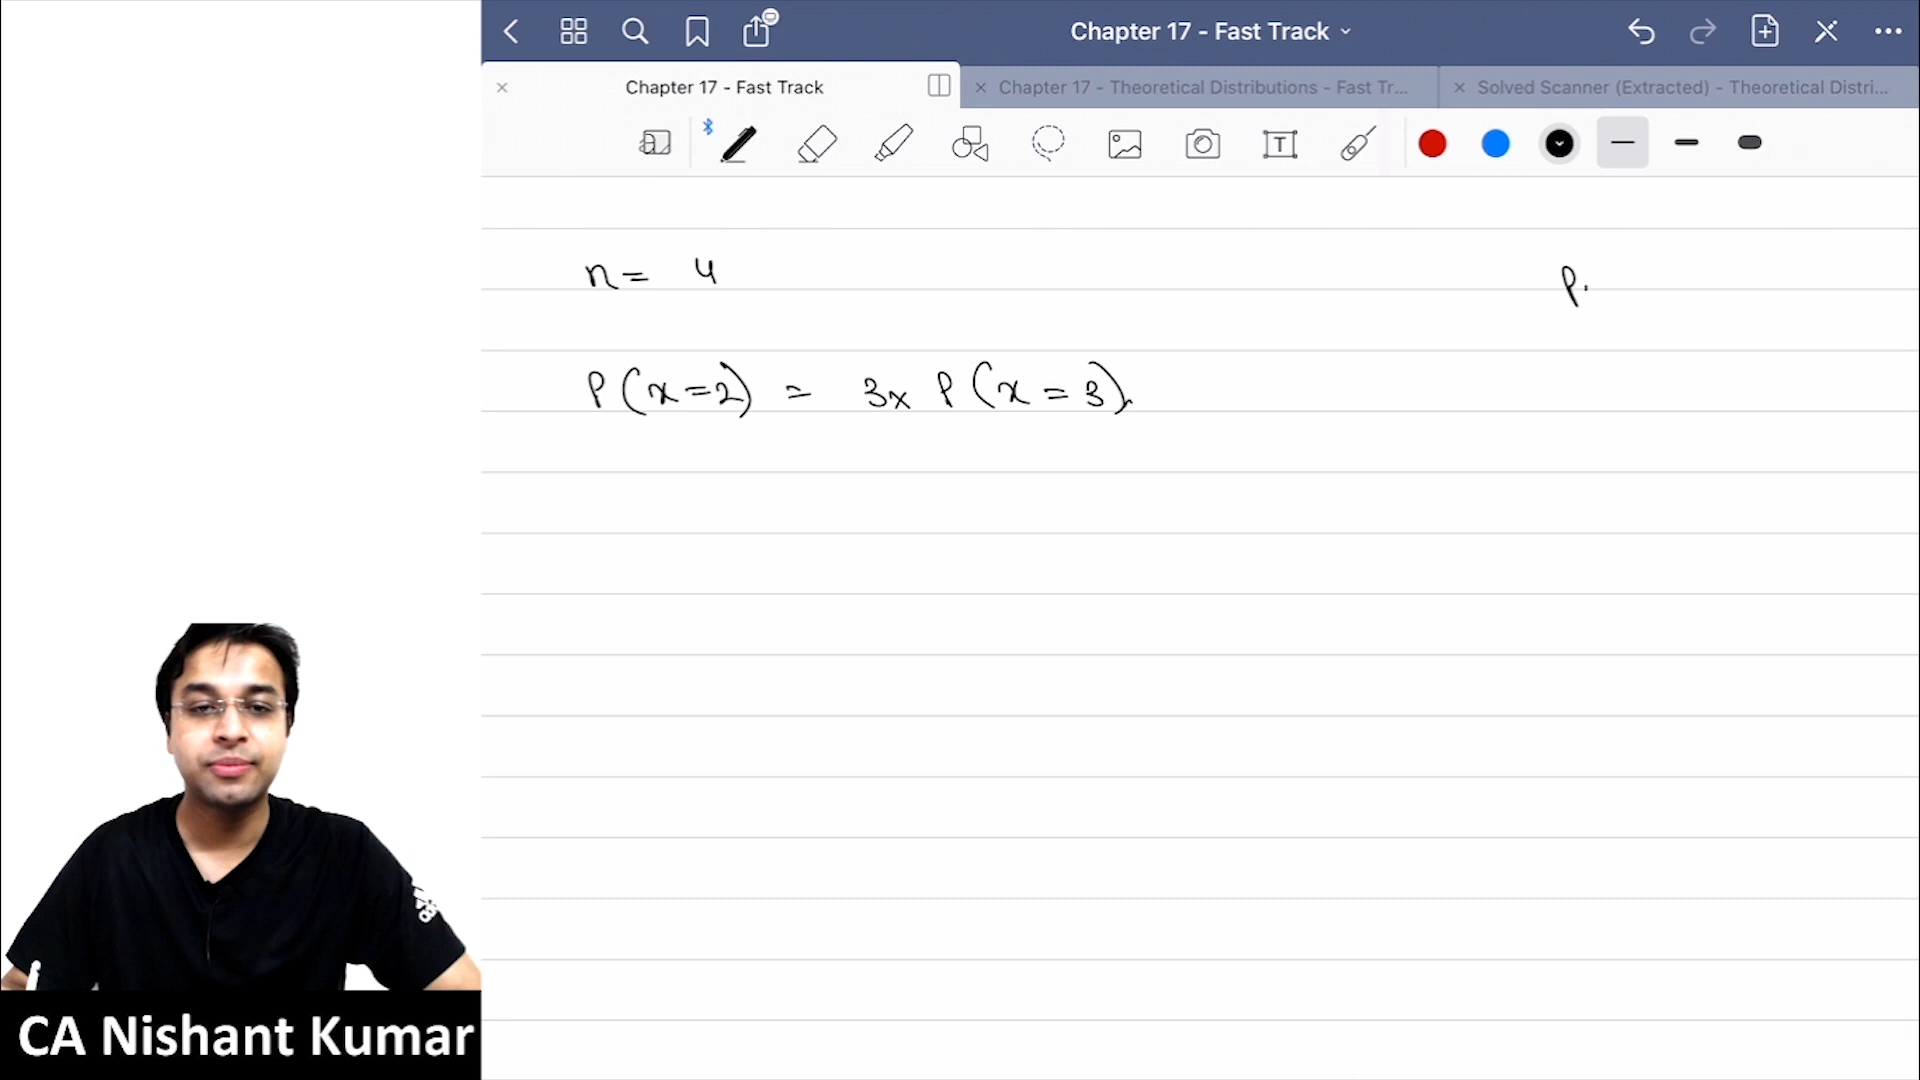 Chapter 17 - Fast Track
Chapter 17 - Fast Track
Chapter 17 - Theoretical Distributions - Fast Tr...
Solved Scanner (Extracted) - Theoretical Distri...
n = 4
P.
P (x=2) = 3x P (x = 3).
CA Nishant Kumar